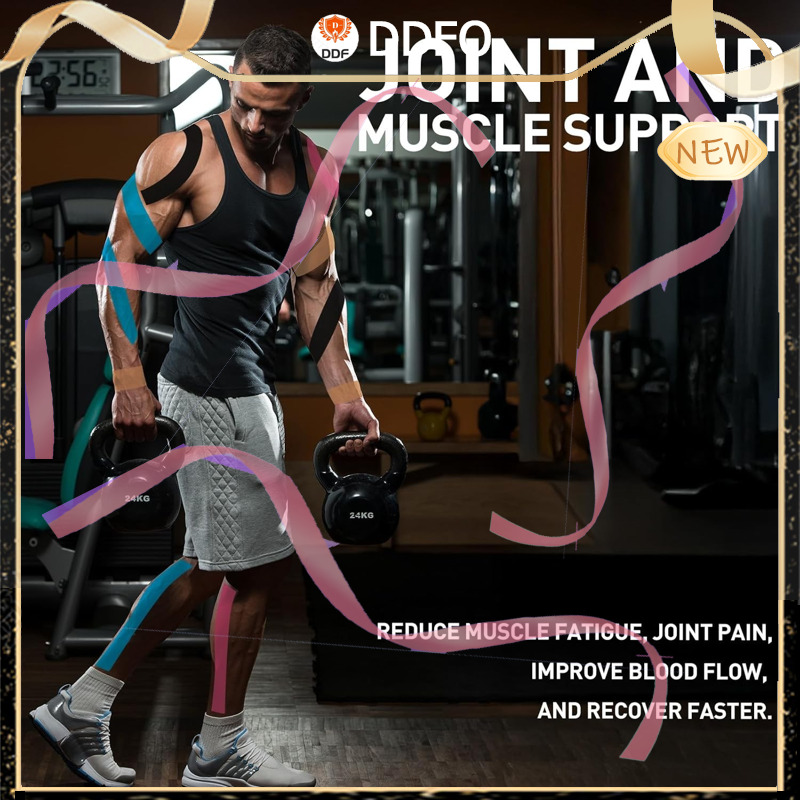 DDF
DDFO
JOINT AND
MUSCLE SUPPORT
NEW
24KG
24KG
REDUCE MUSCLE FATIGUE, JOINT PAIN,
IMPROVE BLOOD FLOW,
AND RECOVER FASTER.